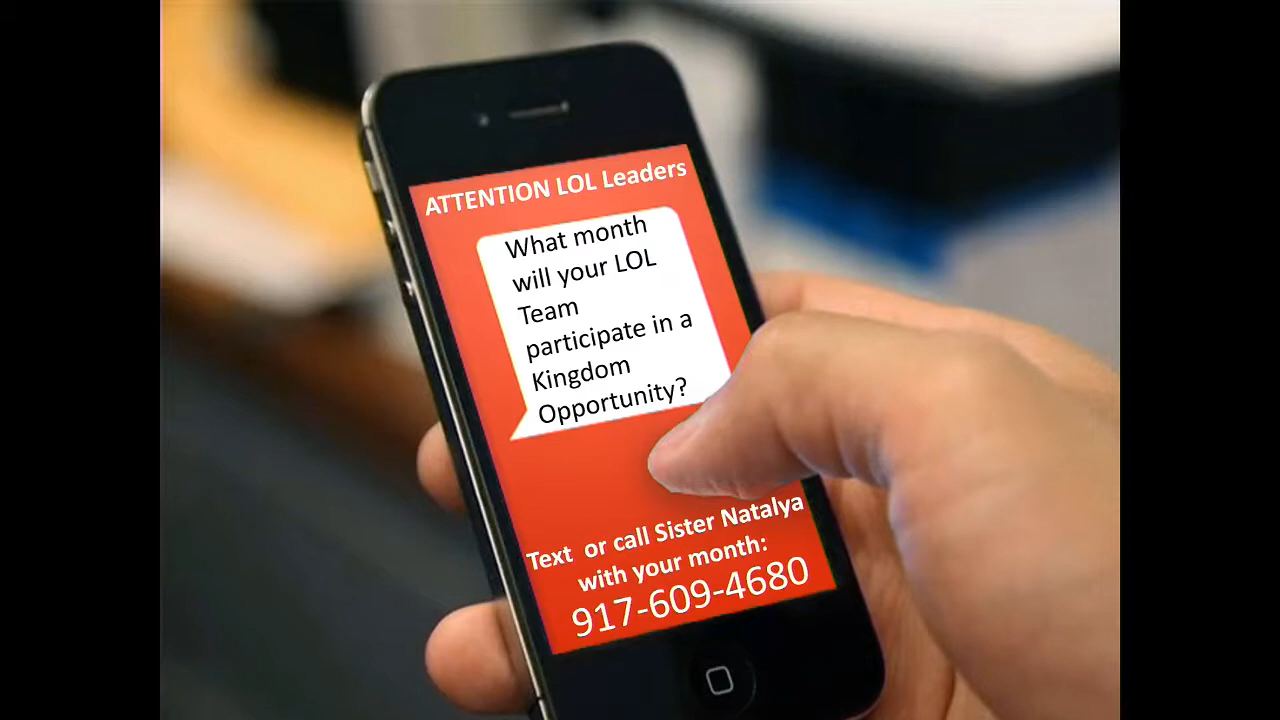 ATTENTION LOL Leaders
What month
will your LOL
Team
participate in a
Kingdom
Opportunity?
Text or call Sister Natalya
with your month:
917-609-4680